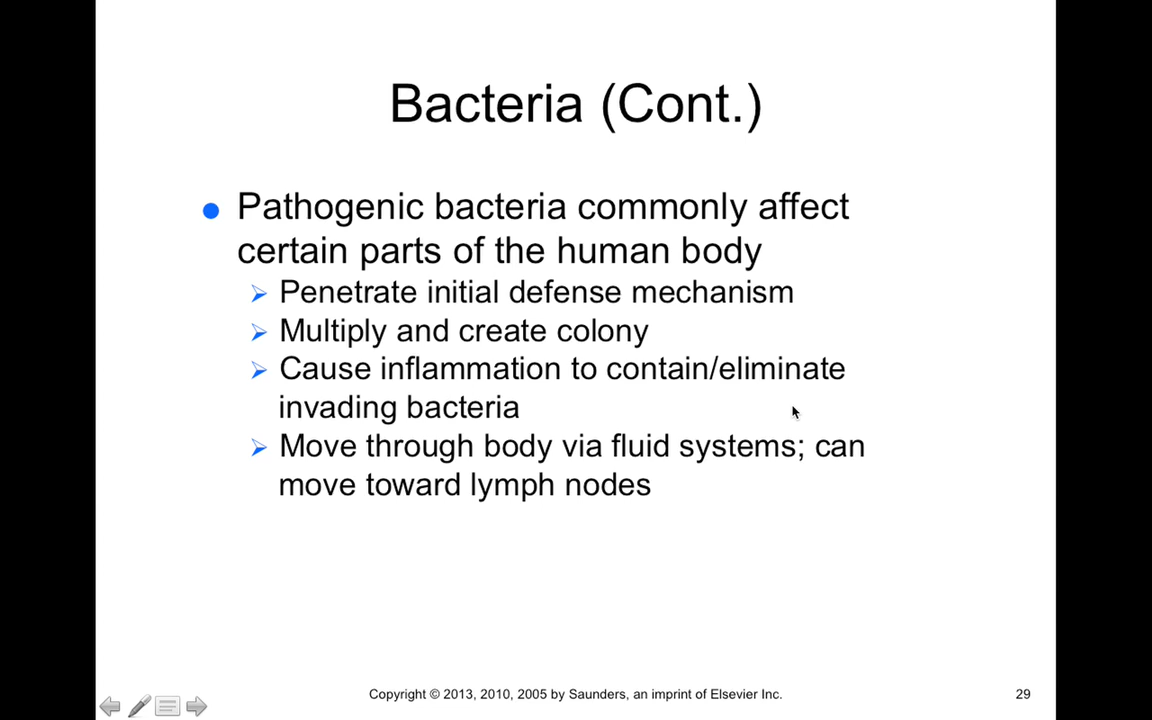 Bacteria (Cont.)
Pathogenic bacteria commonly affect
certain parts of the human body
Penetrate initial defense mechanism
Multiply and create colony
Cause inflammation to contain/eliminate
invading bacteria
Move through body via fluid systems; can
move toward lymph nodes
Copyright © 2013, 2010, 2005 by Saunders, an imprint of Elsevier Inc.
29